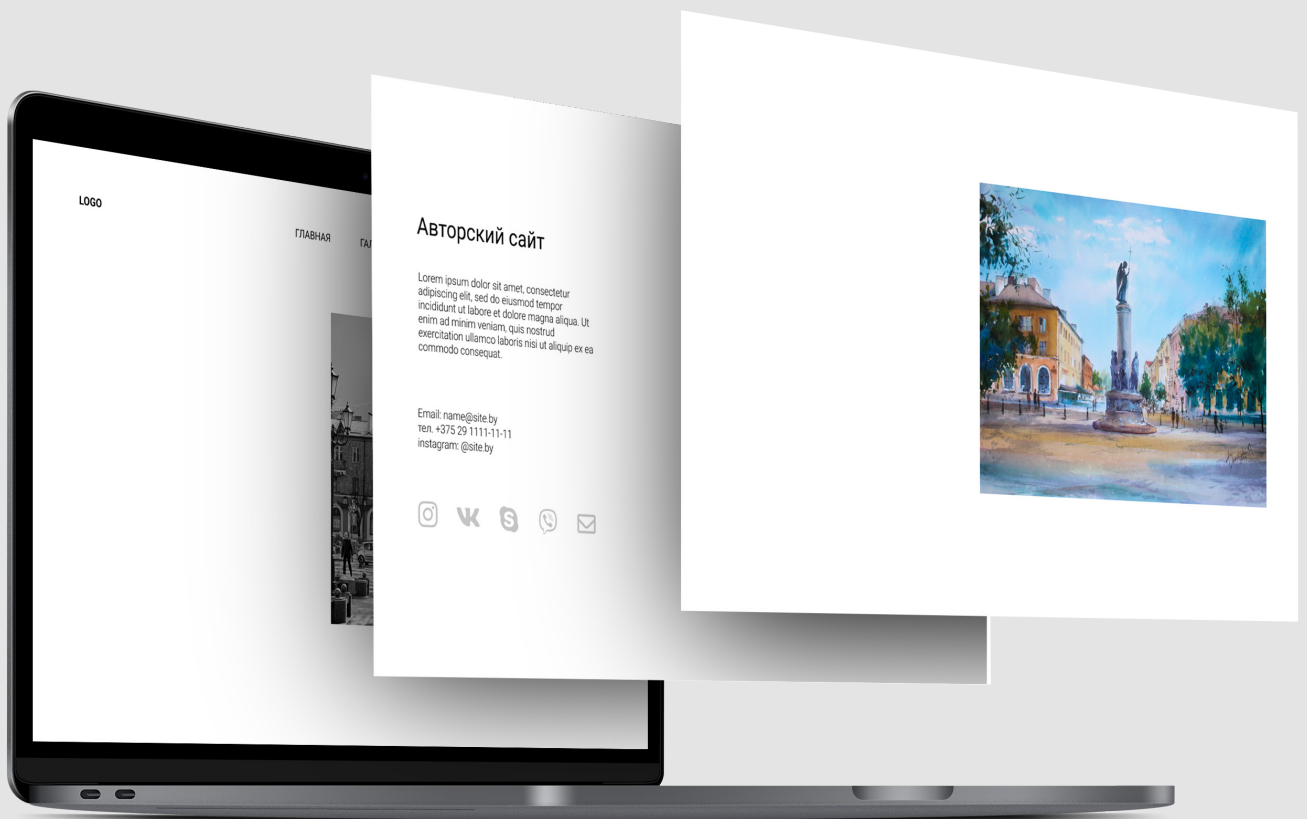 LOGO
ГЛАВНАЯ
Авторский сайт
Lorem ipsum dolor sit amet, consectetur
adipiscing elit, sed do eiusmod tempor
incididunt ut labore et dolore magna aliqua. Ut
enim ad minim veniam, quis nostrud
exercitation ullamco laboris nisi ut aliquip ex ea
commodo consequat.
Email: name@site.by
тел. +375 29 1111-11-11
instagram: @site.by